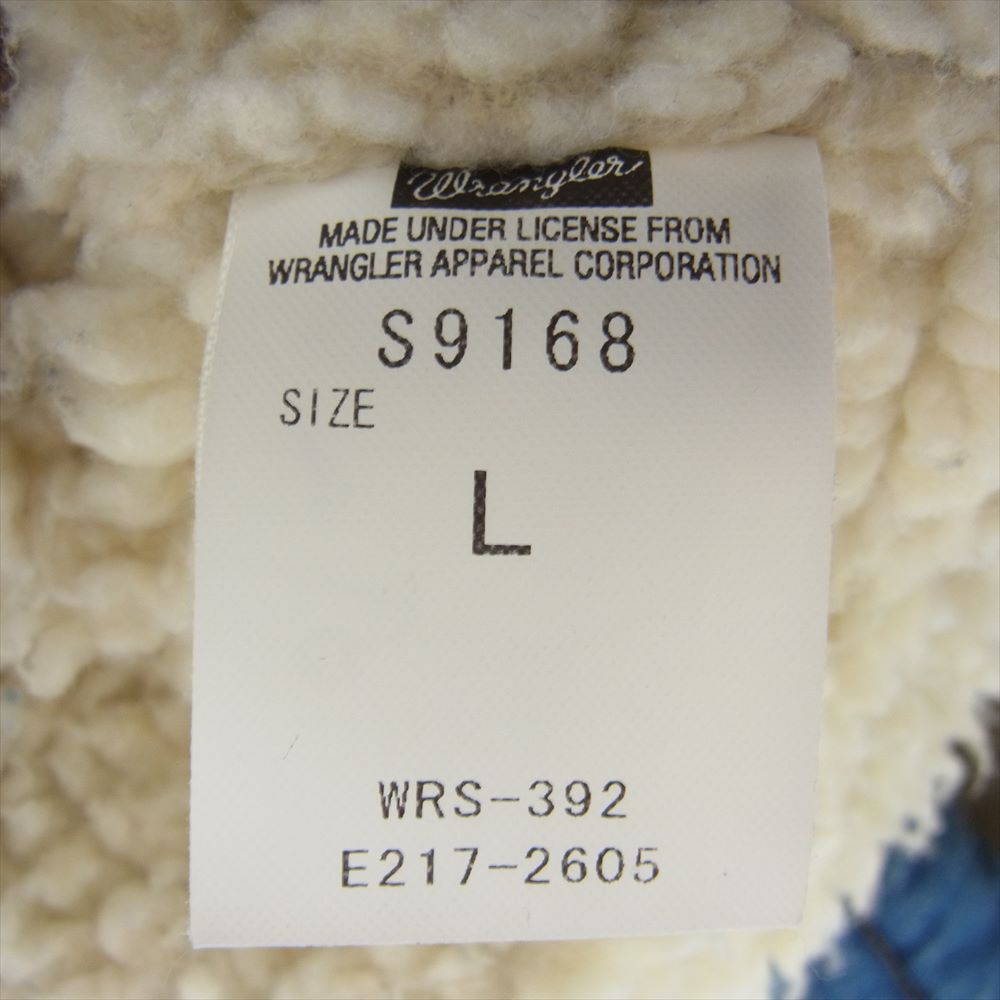 Wrangler
MADE UNDER LICENSE FROM
WRANGLER APPAREL CORPORATION
S9168
SIZE
L
WRS-392
E217-2605